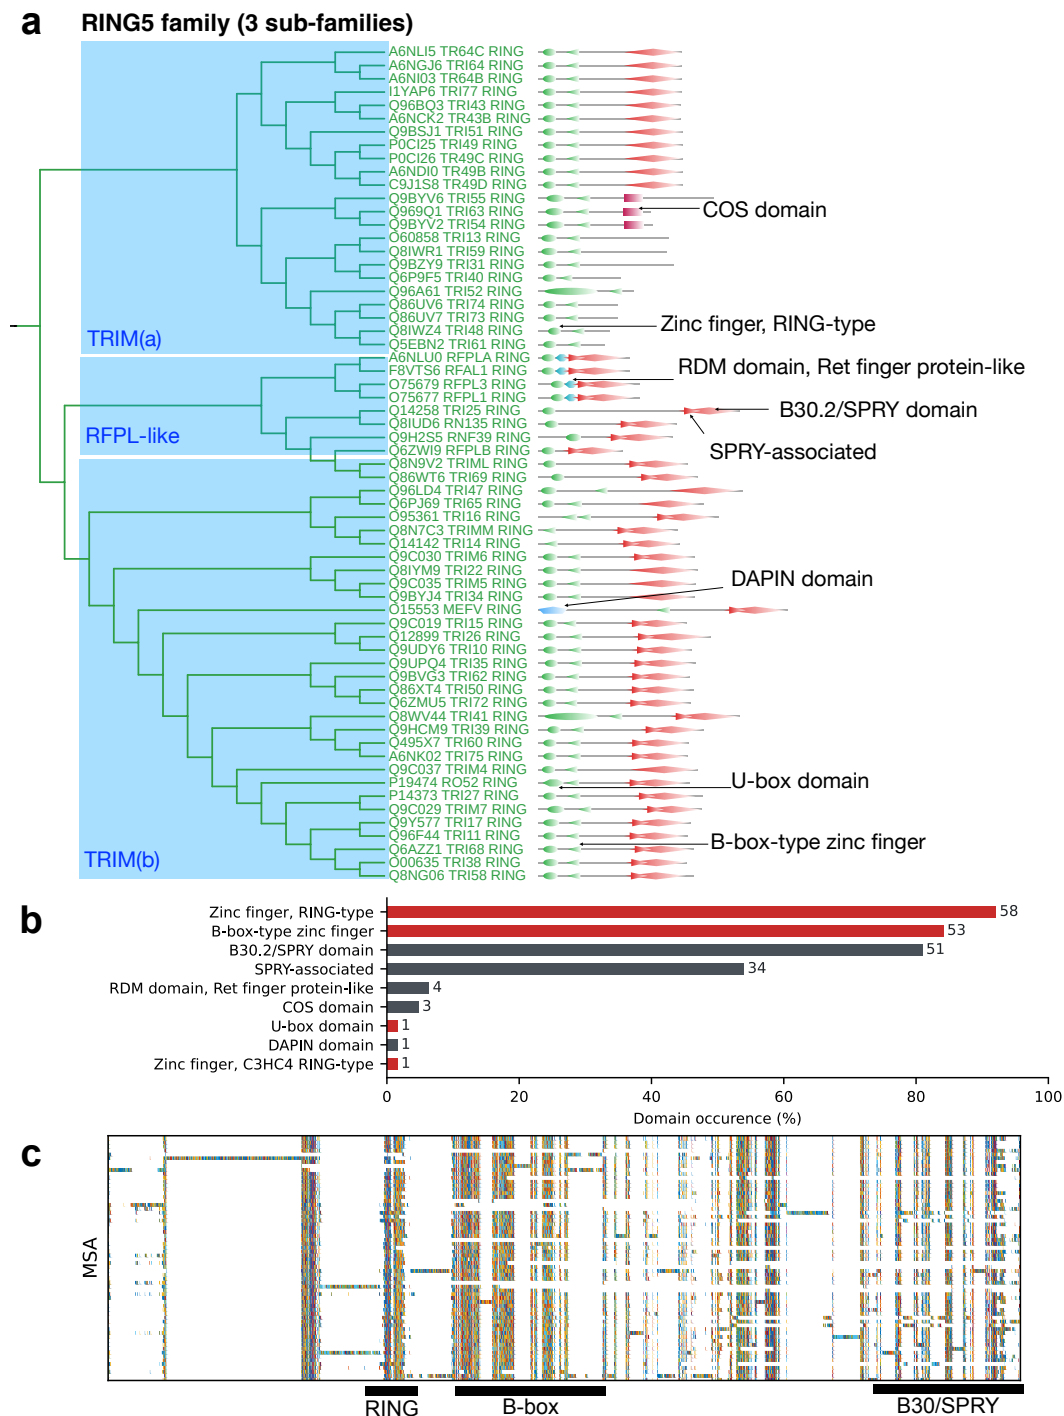 a RING5 family (3 sub-families)
A6NLI5 TR64C RING
A6NGJ6 TRI64 RING
A6NI03 TR64B RING
I1YAP6 TRI77 RING
Q96BQ3 TRI43 RING
A6NCK2 TR43B RING
Q9BSJ1 TRI51 RING
P0CI25 TRI49 RING
P0CI26 TR49C RING
A6NDI0 TR49B RING
C9J1S8 TR49D RING
Q9BYV6 TRI55 RING
Q969Q1 TRI63 RING
COS domain
Q9BYV2 TRI54 RING
O60858 TRI13 RING
Q8IWR1 TRI59 RING
Q9BZY9 TRI31 RING
Q6P9F5 TRI40 RING
Q96A61 TRI52 RING
Q86UV6 TRI74 RING
Q86UV7 TRI73 RING
Zinc finger, RING-type
Q8IWZ4 TRI48 RING
TRIM(a)
Q5EBN2 TRI61 RING
A6NLU0 RFPLA RING
RDM domain, Ret finger protein-like
F8VTS6 RFAL1 RING
O75679 RFPL3 RING
O75677 RFPL1 RING
Q14258 TRI25 RING
B30.2/SPRY domain
Q8IUD6 RN135 RING
RFPL-like
Q9H2S5 RNF39 RING
SPRY-associated
Q6ZWI9 RFPLB RING
Q8N9V2 TRIML RING
Q86WT6 TRI69 RING
Q96LD4 TRI47 RING
Q6PJ69 TRI65 RING
O95361 TRI16 RING
Q8N7C3 TRIMM RING
Q14142 TRI14 RING
Q9C030 TRIM6 RING
Q8IYM9 TRI22 RING
DAPIN domain
Q9C035 TRIM5 RING
Q9BYJ4 TRI34 RING
O15553 MEFV RING
Q9C019 TRI15 RING
Q12899 TRI26 RING
Q9UDY6 TRI10 RING
Q9UPQ4 TRI35 RING
Q9BVG3 TRI62 RING
Q86XT4 TRI50 RING
Q6ZMU5 TRI72 RING
Q8WV44 TRI41 RING
Q9HCM9 TRI39 RING
Q495X7 TRI60 RING
A6NK02 TRI75 RING
Q9C037 TRIM4 RING
P19474 RO52 RING
U-box domain
P14373 TRI27 RING
Q9C029 TRIM7 RING
Q9Y577 TRI17 RING
Q96F44 TRI11 RING
B-box-type zinc finger
Q6AZZ1 TRI68 RING
TRIM(b)
O00635 TRI38 RING
Q8NG06 TRI58 RING
b
Zinc finger, RING-type 58
B-box-type zinc finger 53
B30.2/SPRY domain 51
SPRY-associated 34
RDM domain, Ret finger protein-like 4
COS domain 3
U-box domain 1
DAPIN domain 1
Zinc finger, C3HC4 RING-type 1
0 20 40 60 80 100
Domain occurence (%)
c
MSA
RING B-box B30/SPRY